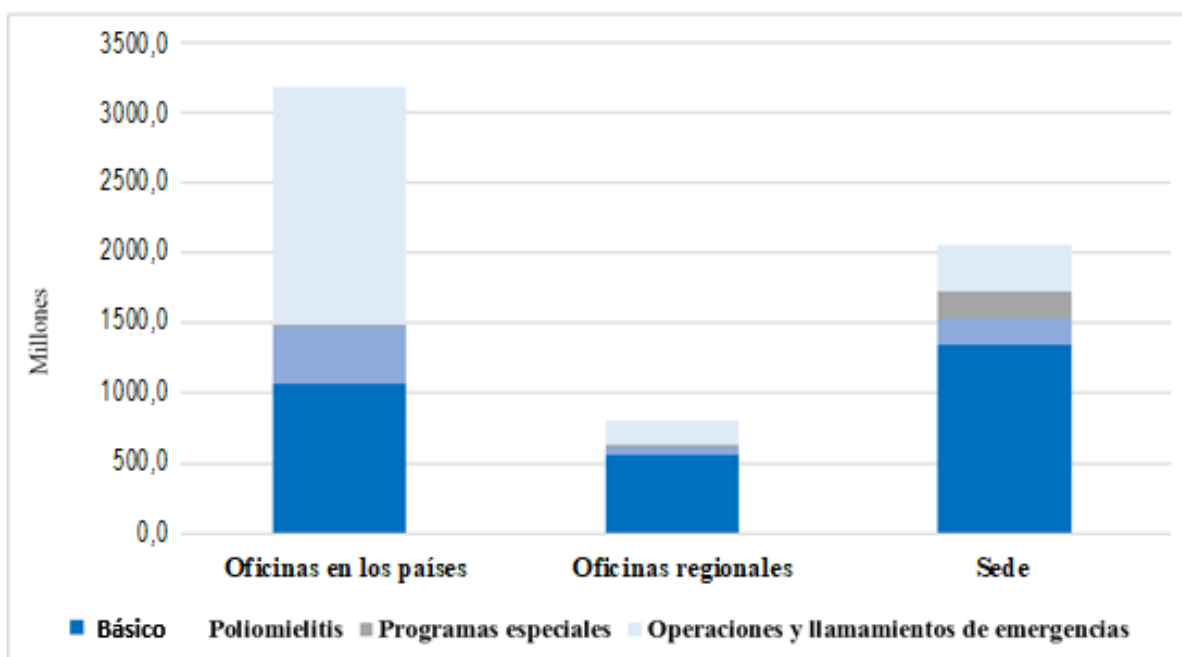 3500,0
3000,0
2500,0
2000,0
1500,0
1000,0
500,0
0,0
Millones
Oficinas en los países Oficinas regionales Sede
Básico Poliomielitis Programas especiales Operaciones y llamamientos de emergencias